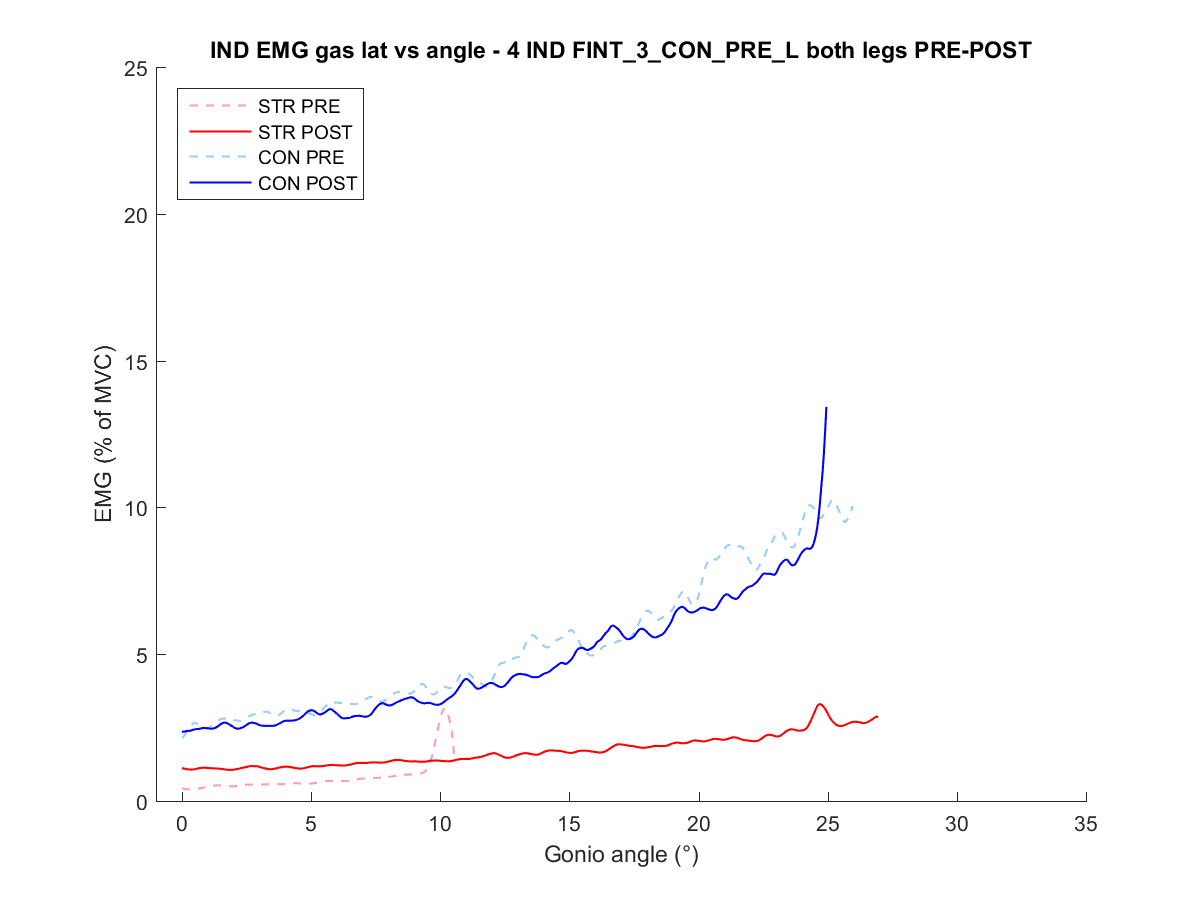 IND EMG gas lat vs angle - 4 IND FINT_3_CON_PRE_L both legs PRE-POST
25
STR PRE
STR POST
CON PRE
CON POST
20
15
10
5
0
EMG (% of MVC)
0 5 10 15 20 25 30 35
Gonio angle (°)